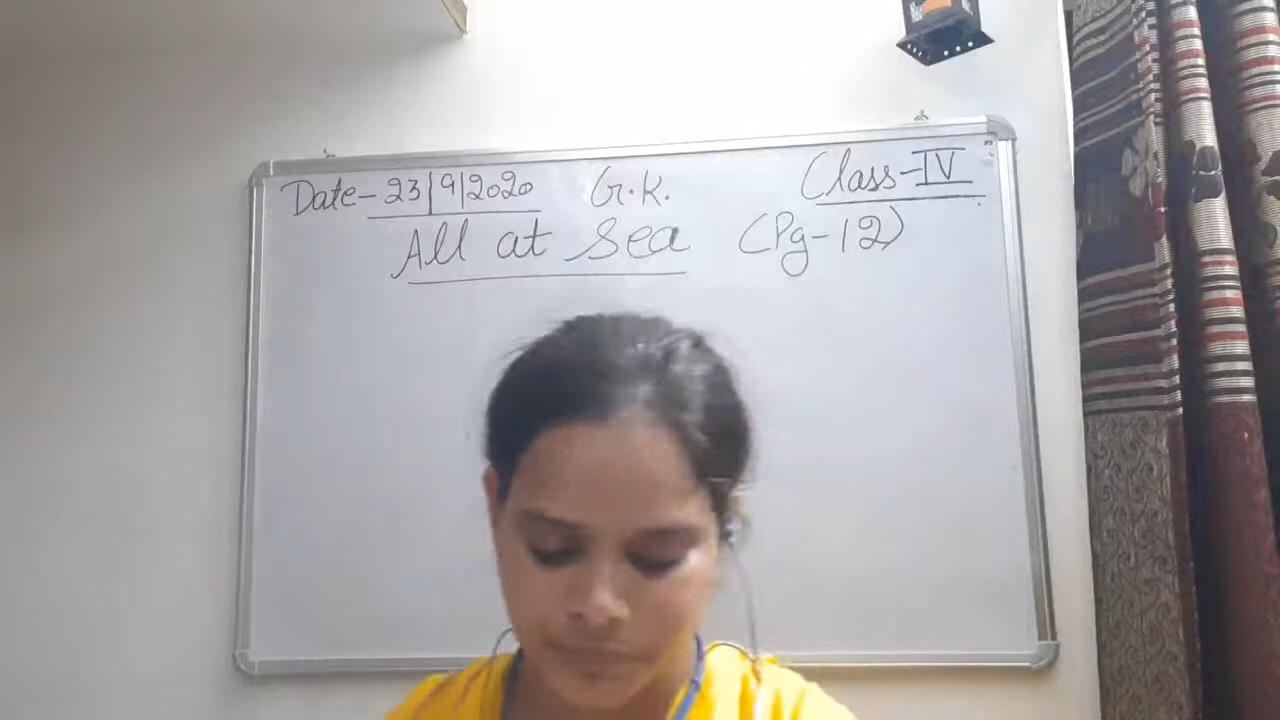 Date-23|9|2020 G.K. Class-IV
All at Sea (Pg-12)